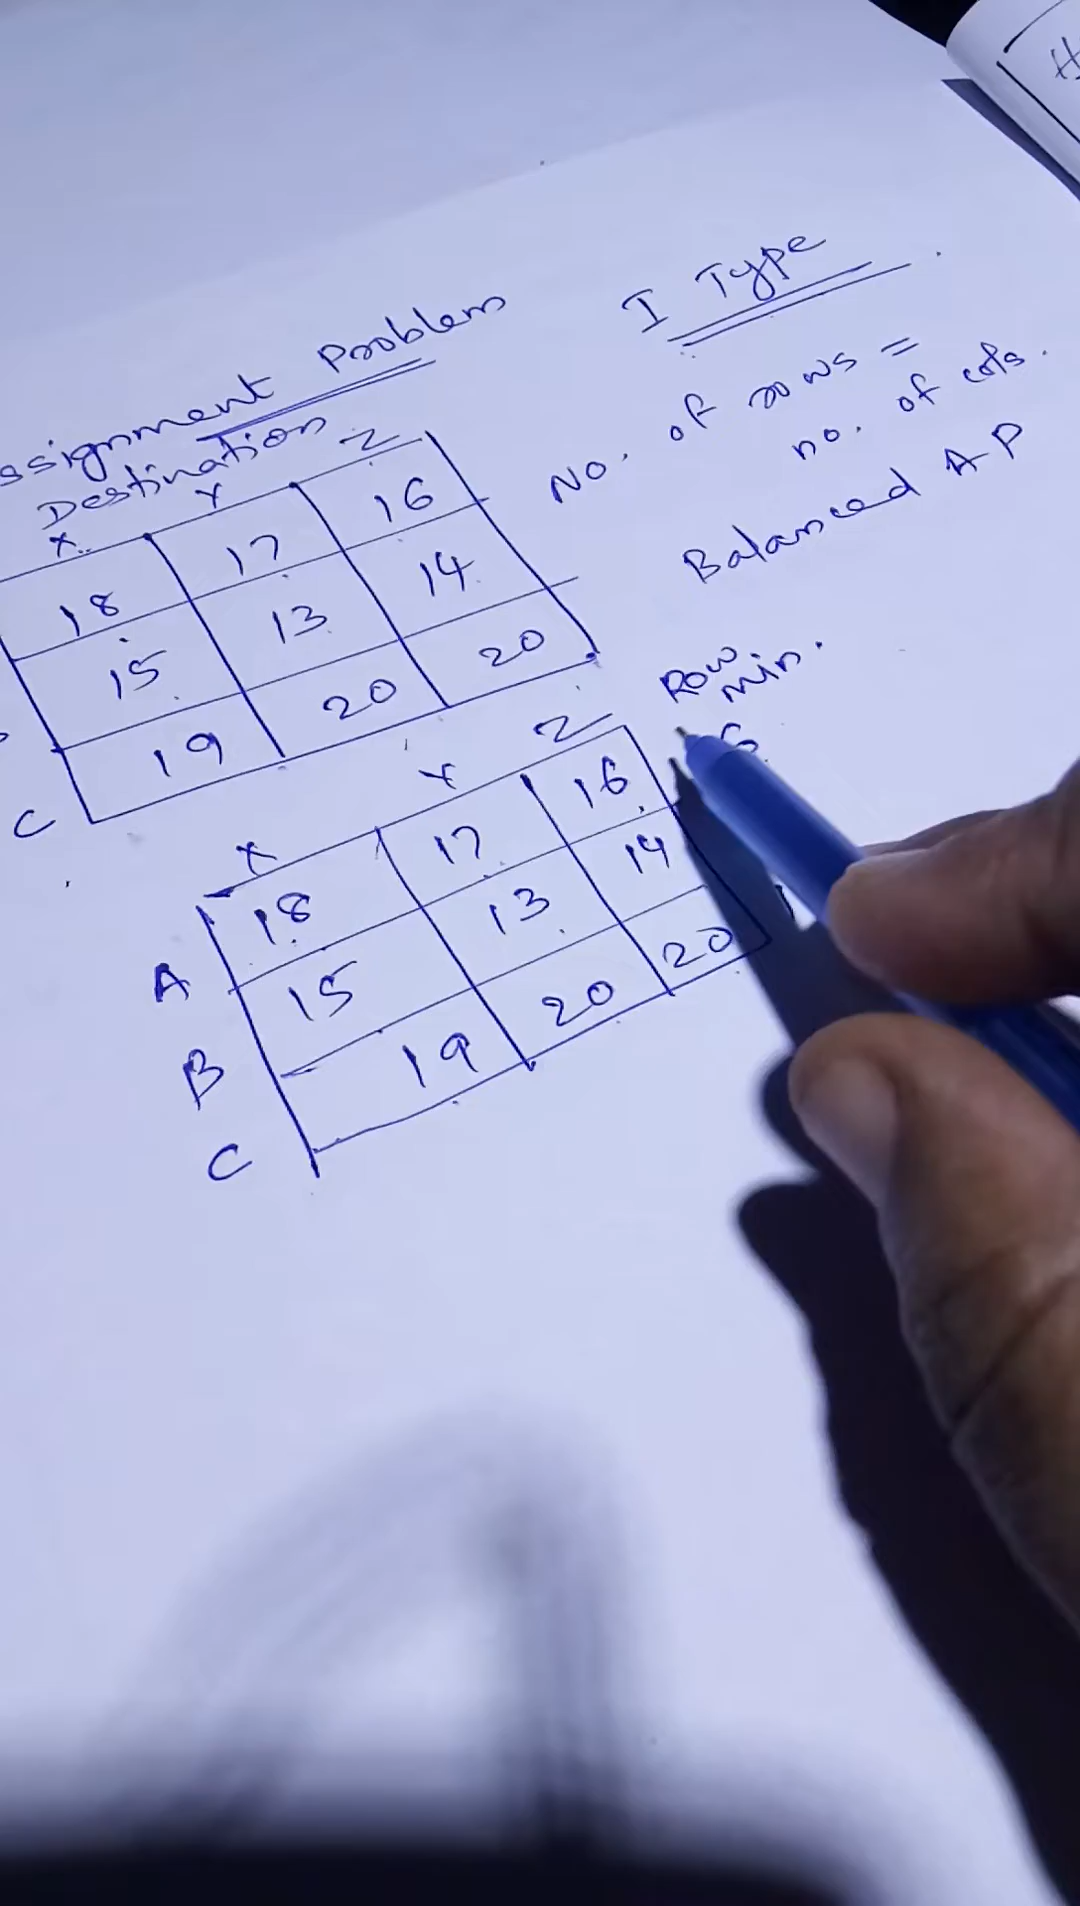 Assignment Problem
I Type
Destination
X Y Z
18 17 16
15 13 14
19 20 20
C
No. of rows =
no. of cols.
Balanced A P
Row
min.
X Y Z
A 18 17 16
B 15 13 14
C 19 20 20